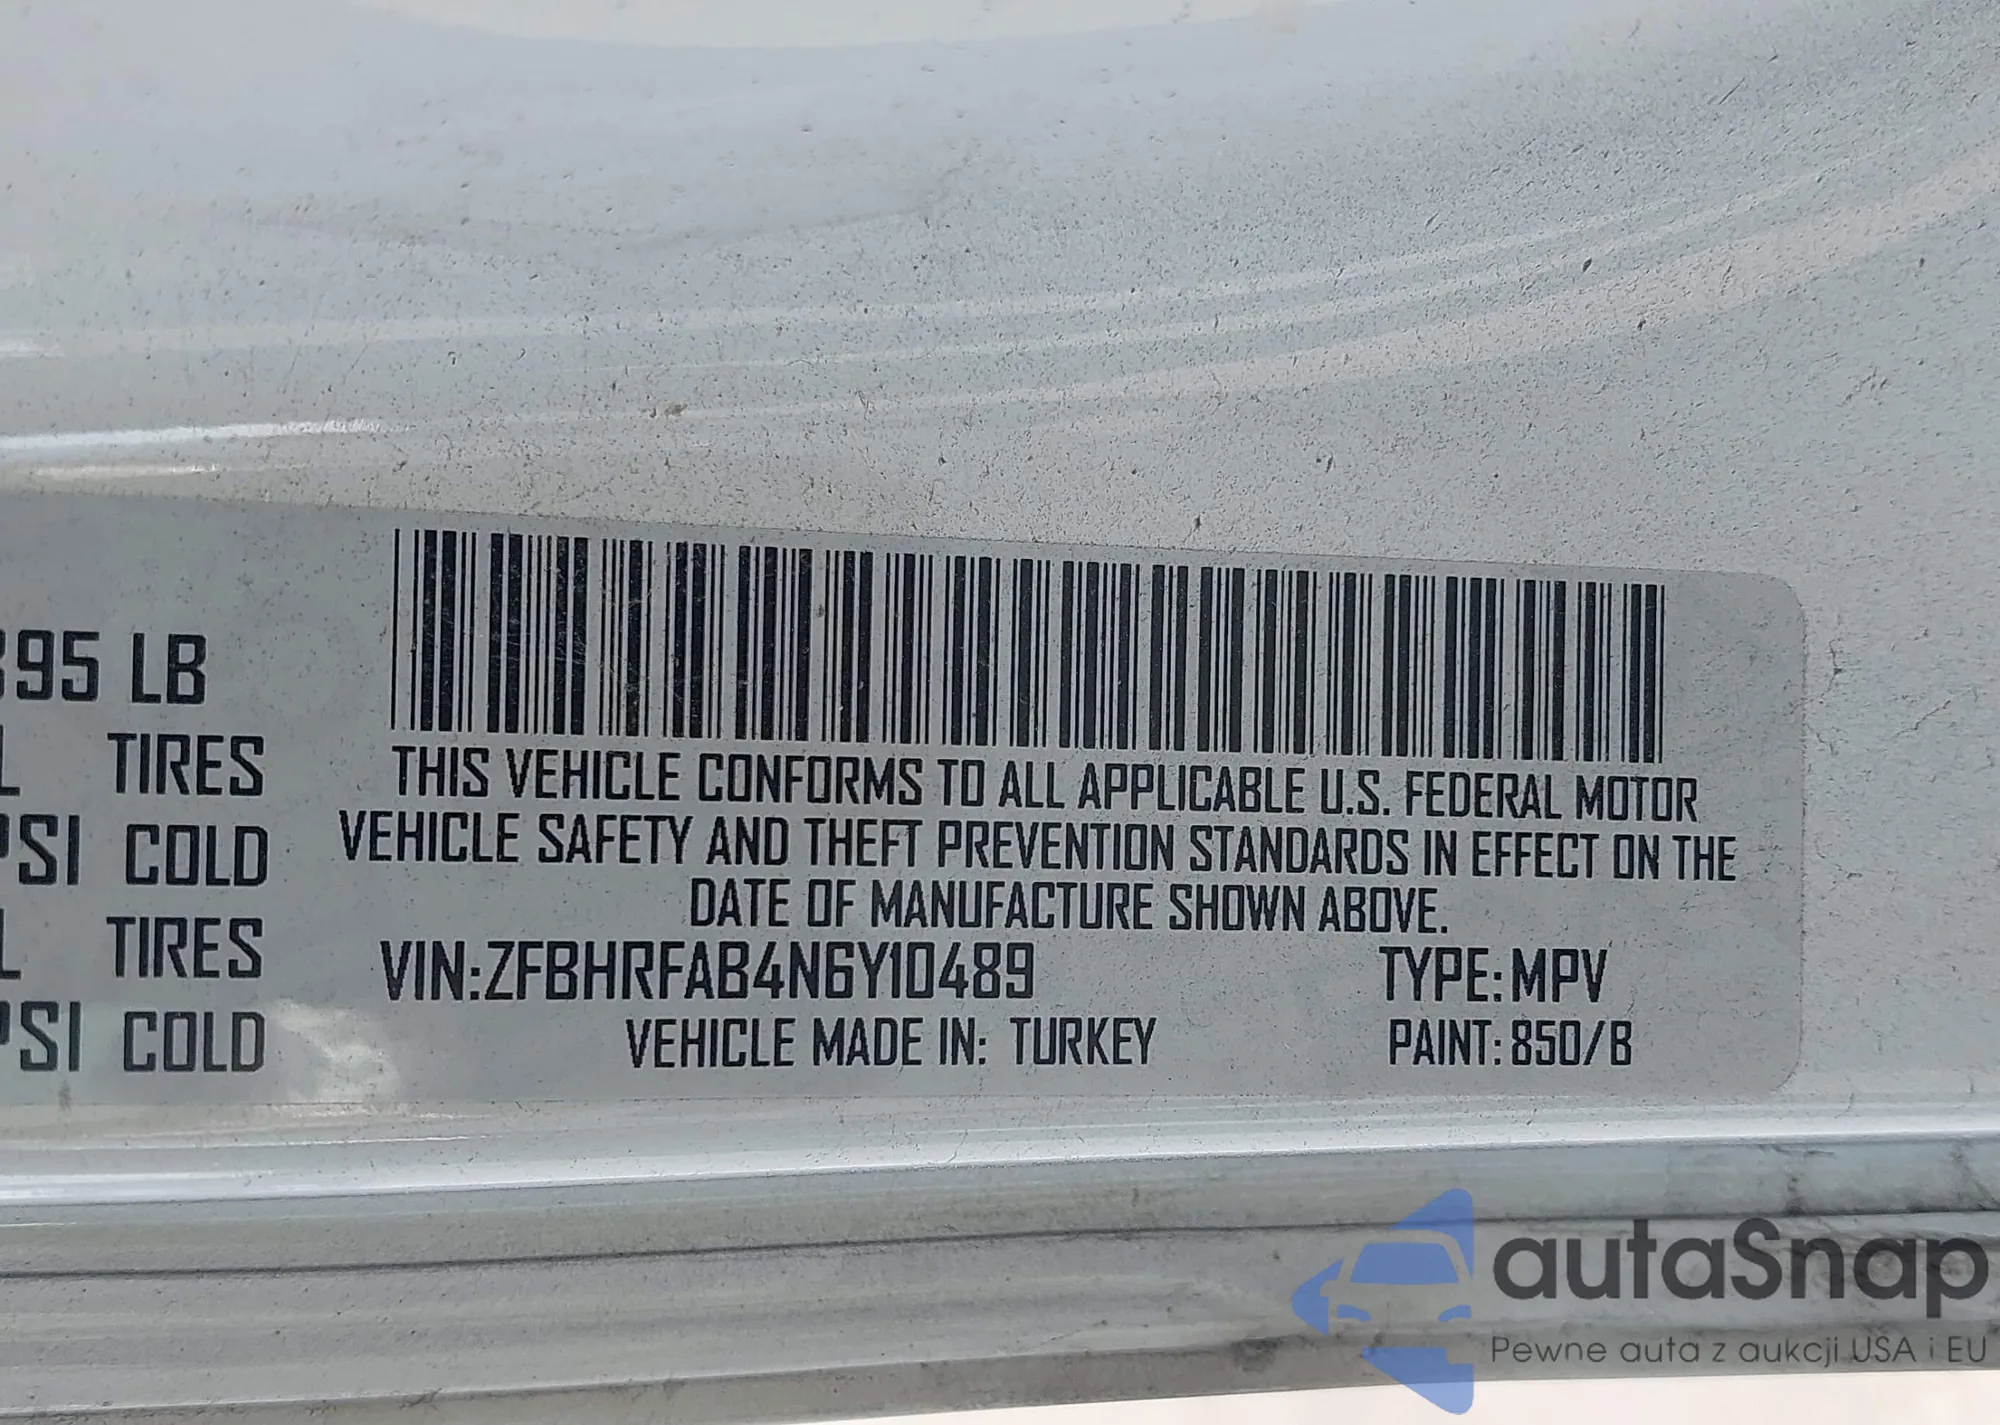 95 LB
L TIRES
PSI COLD
L TIRES
PSI COLD
THIS VEHICLE CONFORMS TO ALL APPLICABLE U.S. FEDERAL MOTOR
VEHICLE SAFETY AND THEFT PREVENTION STANDARDS IN EFFECT ON THE
DATE OF MANUFACTURE SHOWN ABOVE.
VIN:ZFBHRFAB4N6Y10489 TYPE:MPV
VEHICLE MADE IN: TURKEY PAINT:850/B
autaSnap
Pewne auta z aukcji USA i EU